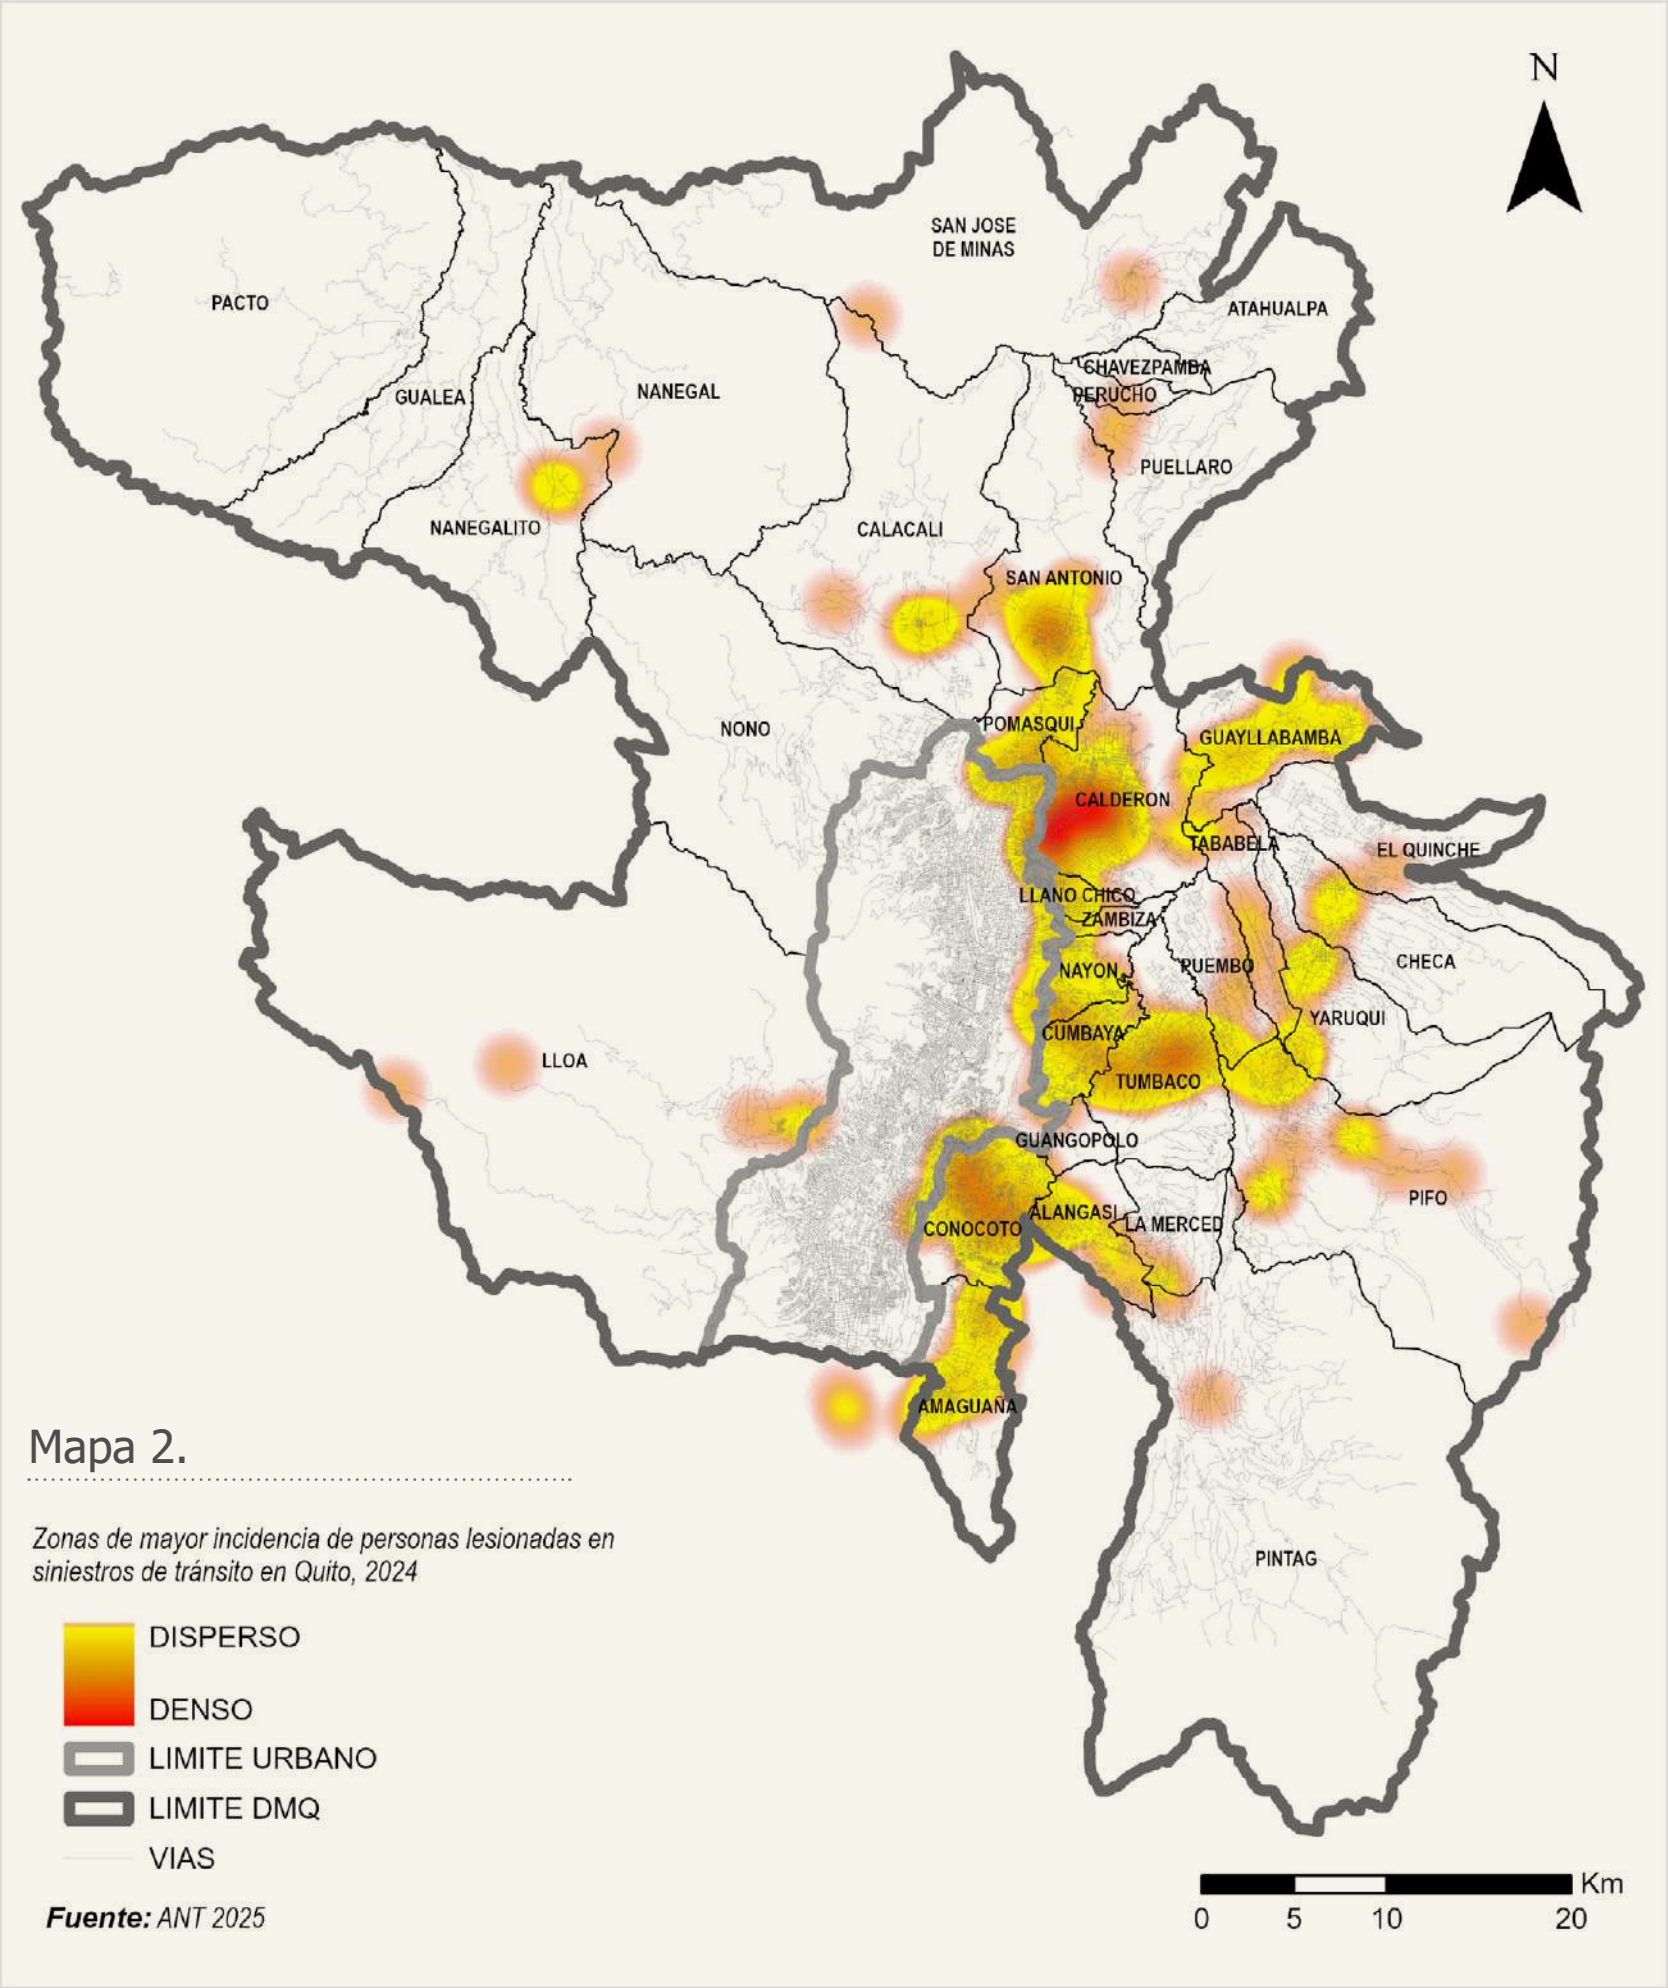 N
SAN JOSE
DE MINAS
PACTO
ATAHUALPA
CHAVEZPAMBA
GUALEA
NANEGAL
PERUCHO
PUELLARO
NANEGALITO
CALACALI
SAN ANTONIO
NONO
POMASQUI
GUAYLLABAMBA
CALDERON
TABABELA
EL QUINCHE
LLANO CHICO
ZAMBIZA
NAYON
PUEMBO
CHECA
YARUQUI
CUMBAYA
LLOA
TUMBACO
GUANGOPOLO
PIFO
ALANGASI
CONOCOTO
LA MERCED
AMAGUAÑA
PINTAG
Mapa 2.
Zonas de mayor incidencia de personas lesionadas en
siniestros de tránsito en Quito, 2024
DISPERSO
DENSO
LIMITE URBANO
LIMITE DMQ
VIAS
Fuente: ANT 2025
Km
0 5 10 20